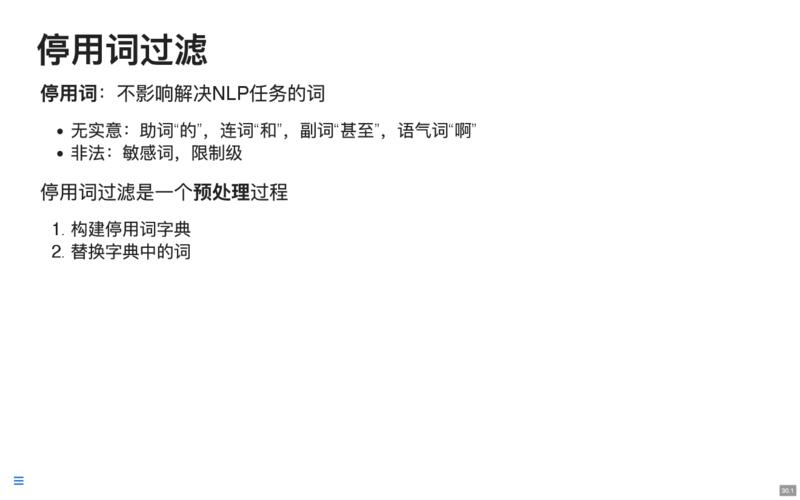 停用词过滤
停用词：不影响解决NLP任务的词
• 无实意：助词“的”，连词“和”，副词“甚至”，语气词“啊”
• 非法：敏感词，限制级
停用词过滤是一个预处理过程
1. 构建停用词字典
2. 替换字典中的词
30.1